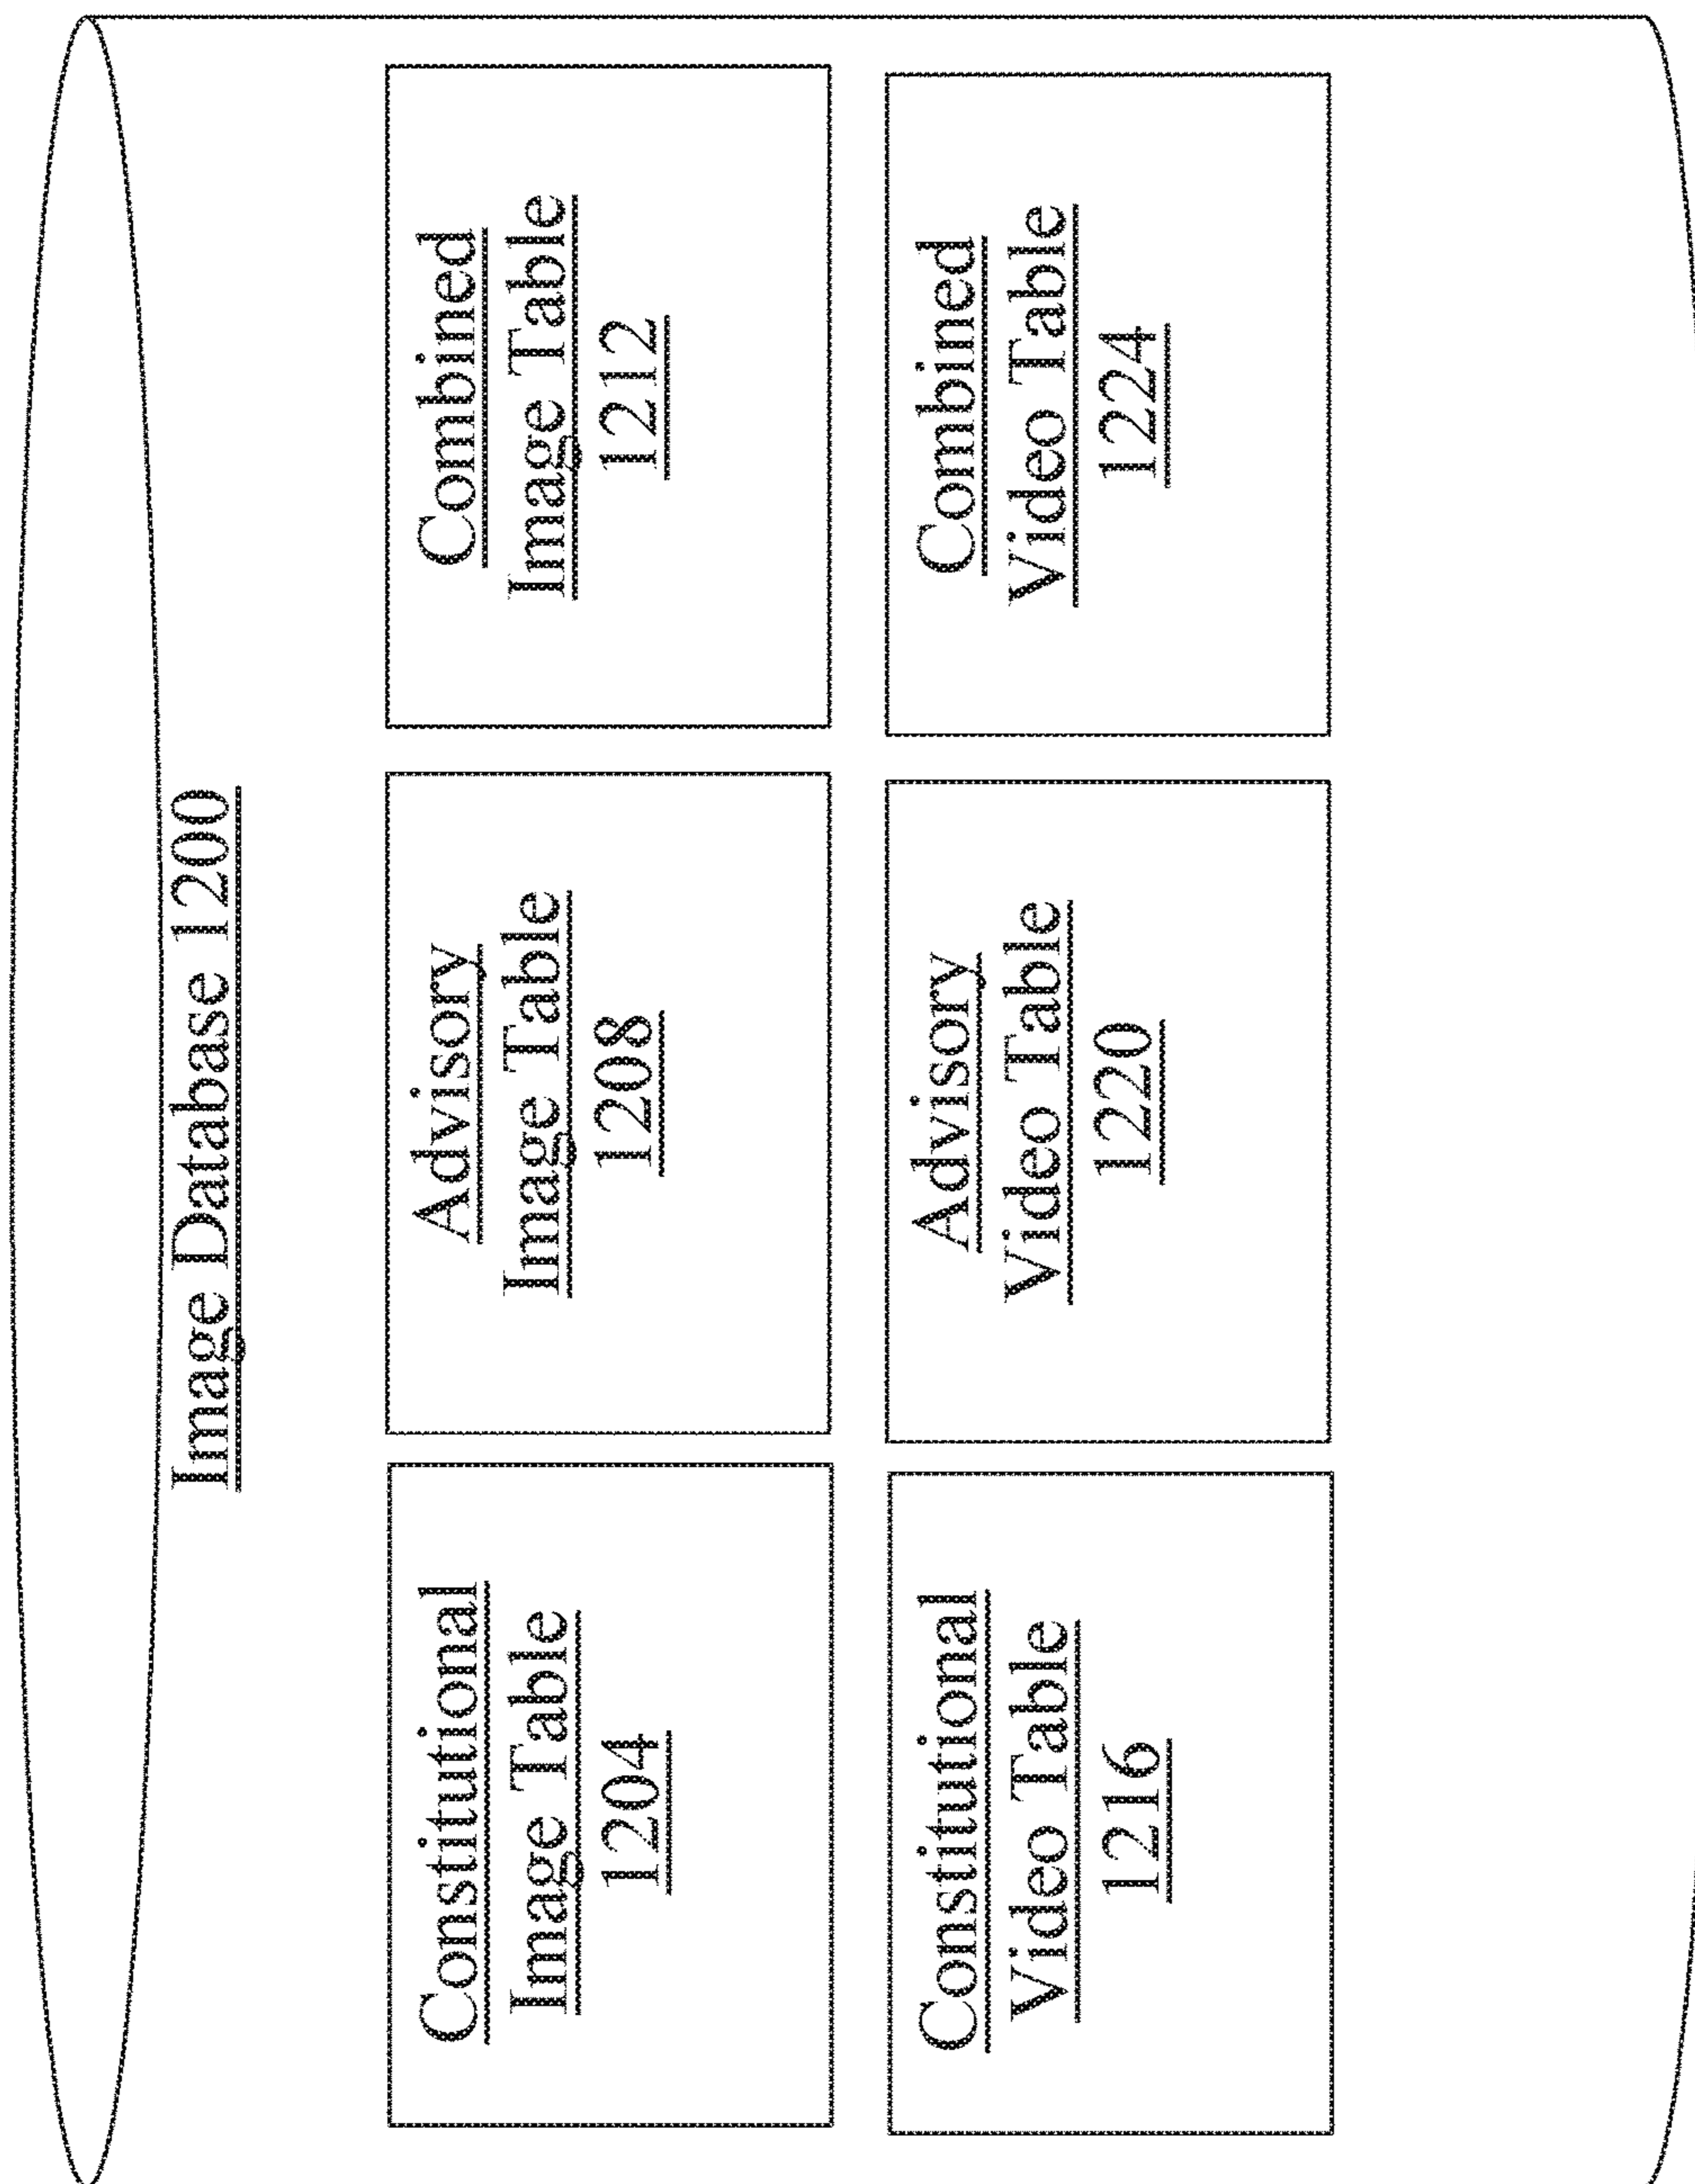 Image Database 1200
Constitutional
Image Table
1204
Advisory
Image Table
1208
Combined
Image Table
1212
Constitutional
Video Table
1216
Advisory
Video Table
1220
Combined
Video Table
1224